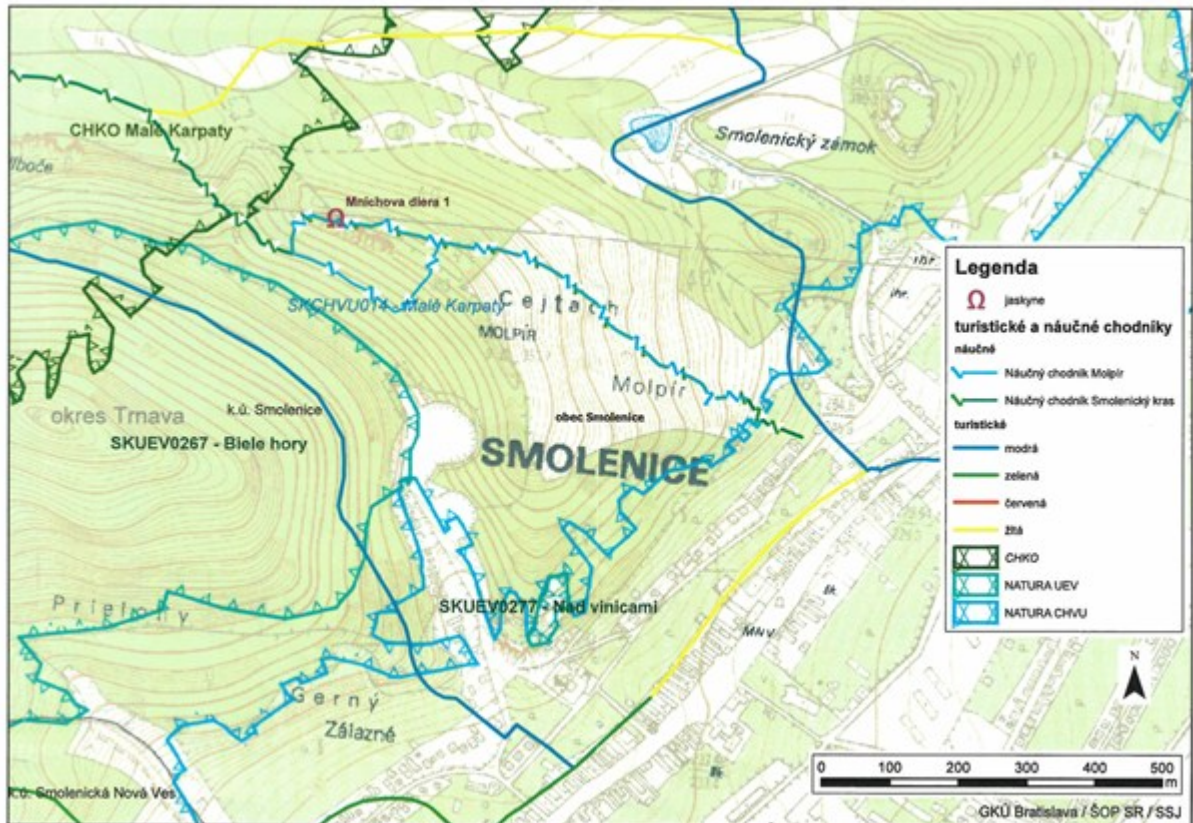 CHKO Malé Karpaty
Smolenický zámok
Mníchova diera 1
SKCHVU014 - Malé Karpaty
Cejtach
MOLPÍR
Molpír
okres Trnava
k.ú. Smolenice
obec Smolenice
SKUEV0267 - Biele hory
SMOLENICE
SKUEV0277 - Nad vinicami
MNV
Gerný
Zálazné
k.ú. Smolenická Nová Ves
Legenda
jaskyne
turistické a náučné chodníky
náučné
Náučný chodník Molpír
Náučný chodník Smolenický kras
turistické
modrá
zelená
červená
žltá
CHKO
NATURA UEV
NATURA CHVU
N
0 100 200 300 400 500
m
GKÚ Bratislava / ŠOP SR / SSJ